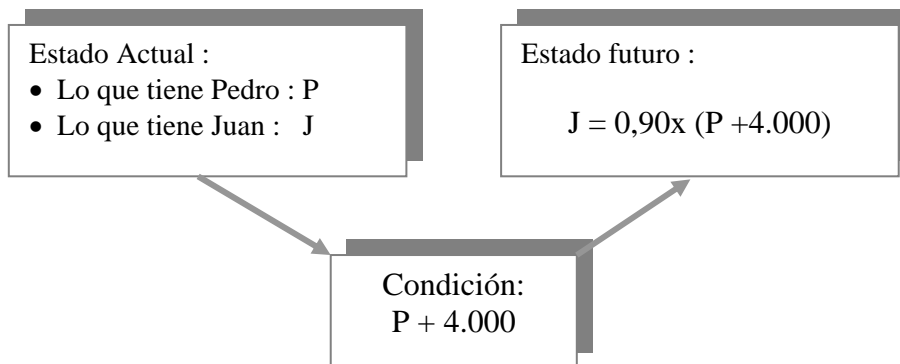 Estado Actual :
• Lo que tiene Pedro : P
• Lo que tiene Juan : J
Estado futuro :
J = 0,90x (P +4.000)
Condición:
P + 4.000